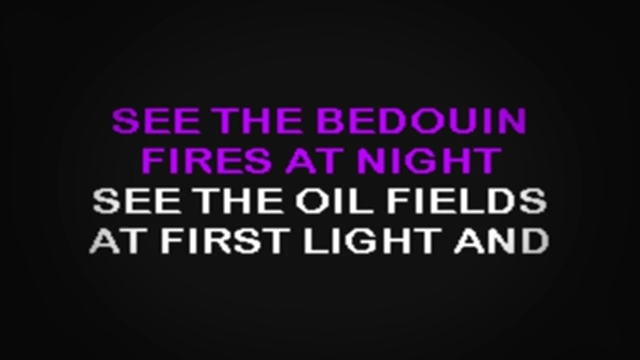 SEE THE BEDOUIN
FIRES AT NIGHT
SEE THE OIL FIELDS
AT FIRST LIGHT AND